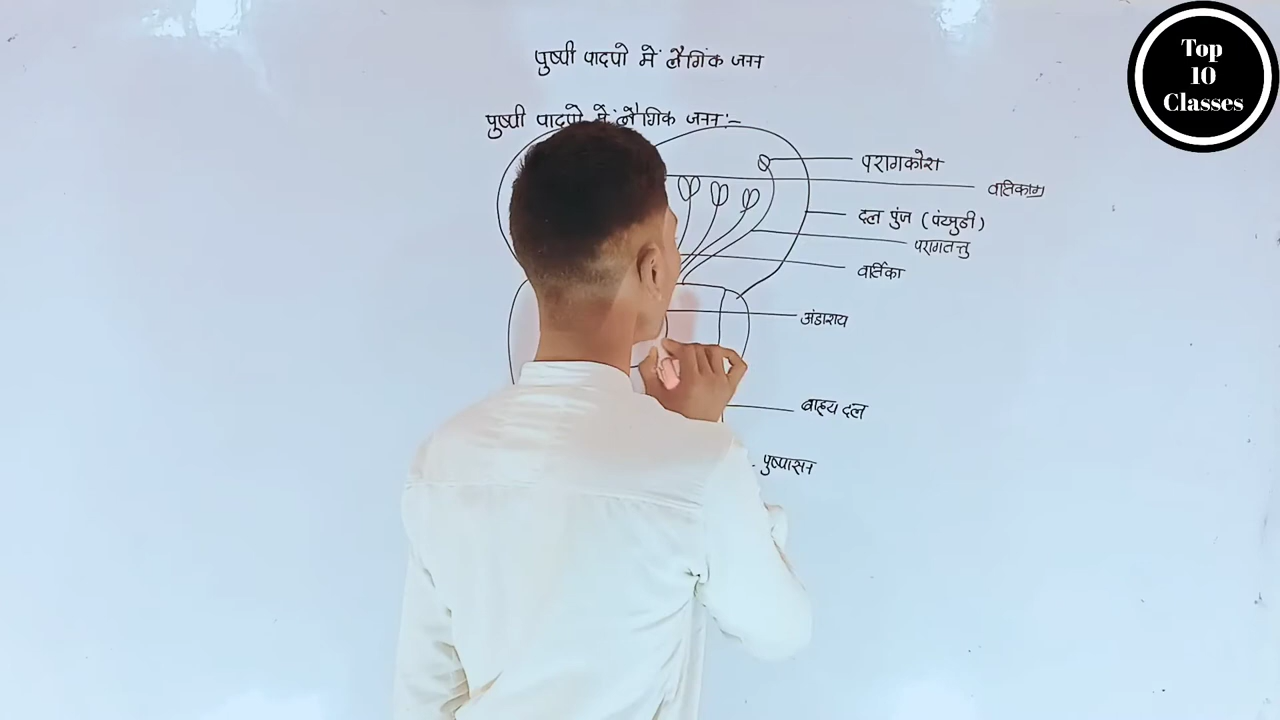 पुष्पी पादपो में लैगिंक जनन
पुष्पी पादपो में लैगिक जनन:-
परागकोश
वर्तिकाग्र
दल पुंज (पंखुडी)
परागतन्तु
वर्तिका
अंडाशय
बाह्य दल
पुष्पासन
Top
10
Classes